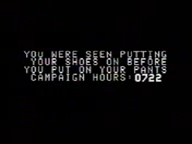 YOU WERE SEEN PUTTING
YOUR SHOES ON BEFORE
YOU PUT ON YOUR PANTS
CAMPAIGN HOURS: 0722